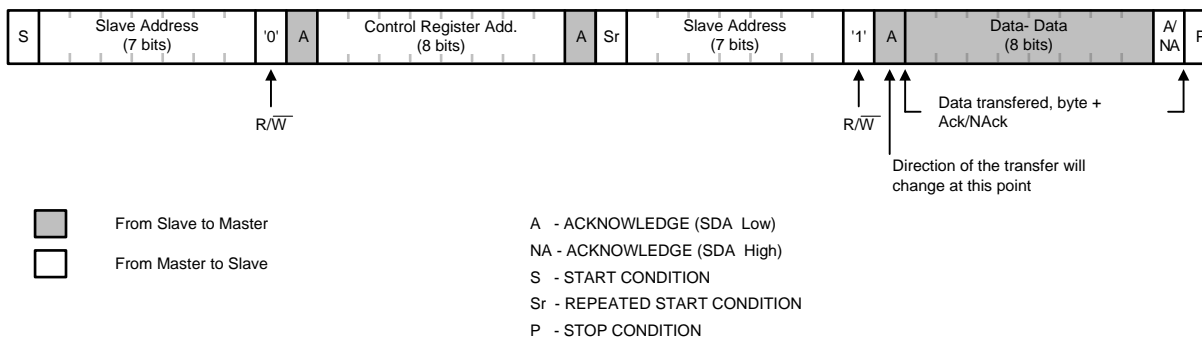 S Slave Address (7 bits) '0' A Control Register Add. (8 bits) A Sr Slave Address (7 bits) '1' A Data- Data (8 bits) A/ NA P
R/W
R/W
Data transfered, byte +
Ack/NAck
Direction of the transfer will
change at this point
From Slave to Master
From Master to Slave
A - ACKNOWLEDGE (SDA Low)
NA - ACKNOWLEDGE (SDA High)
S - START CONDITION
Sr - REPEATED START CONDITION
P - STOP CONDITION